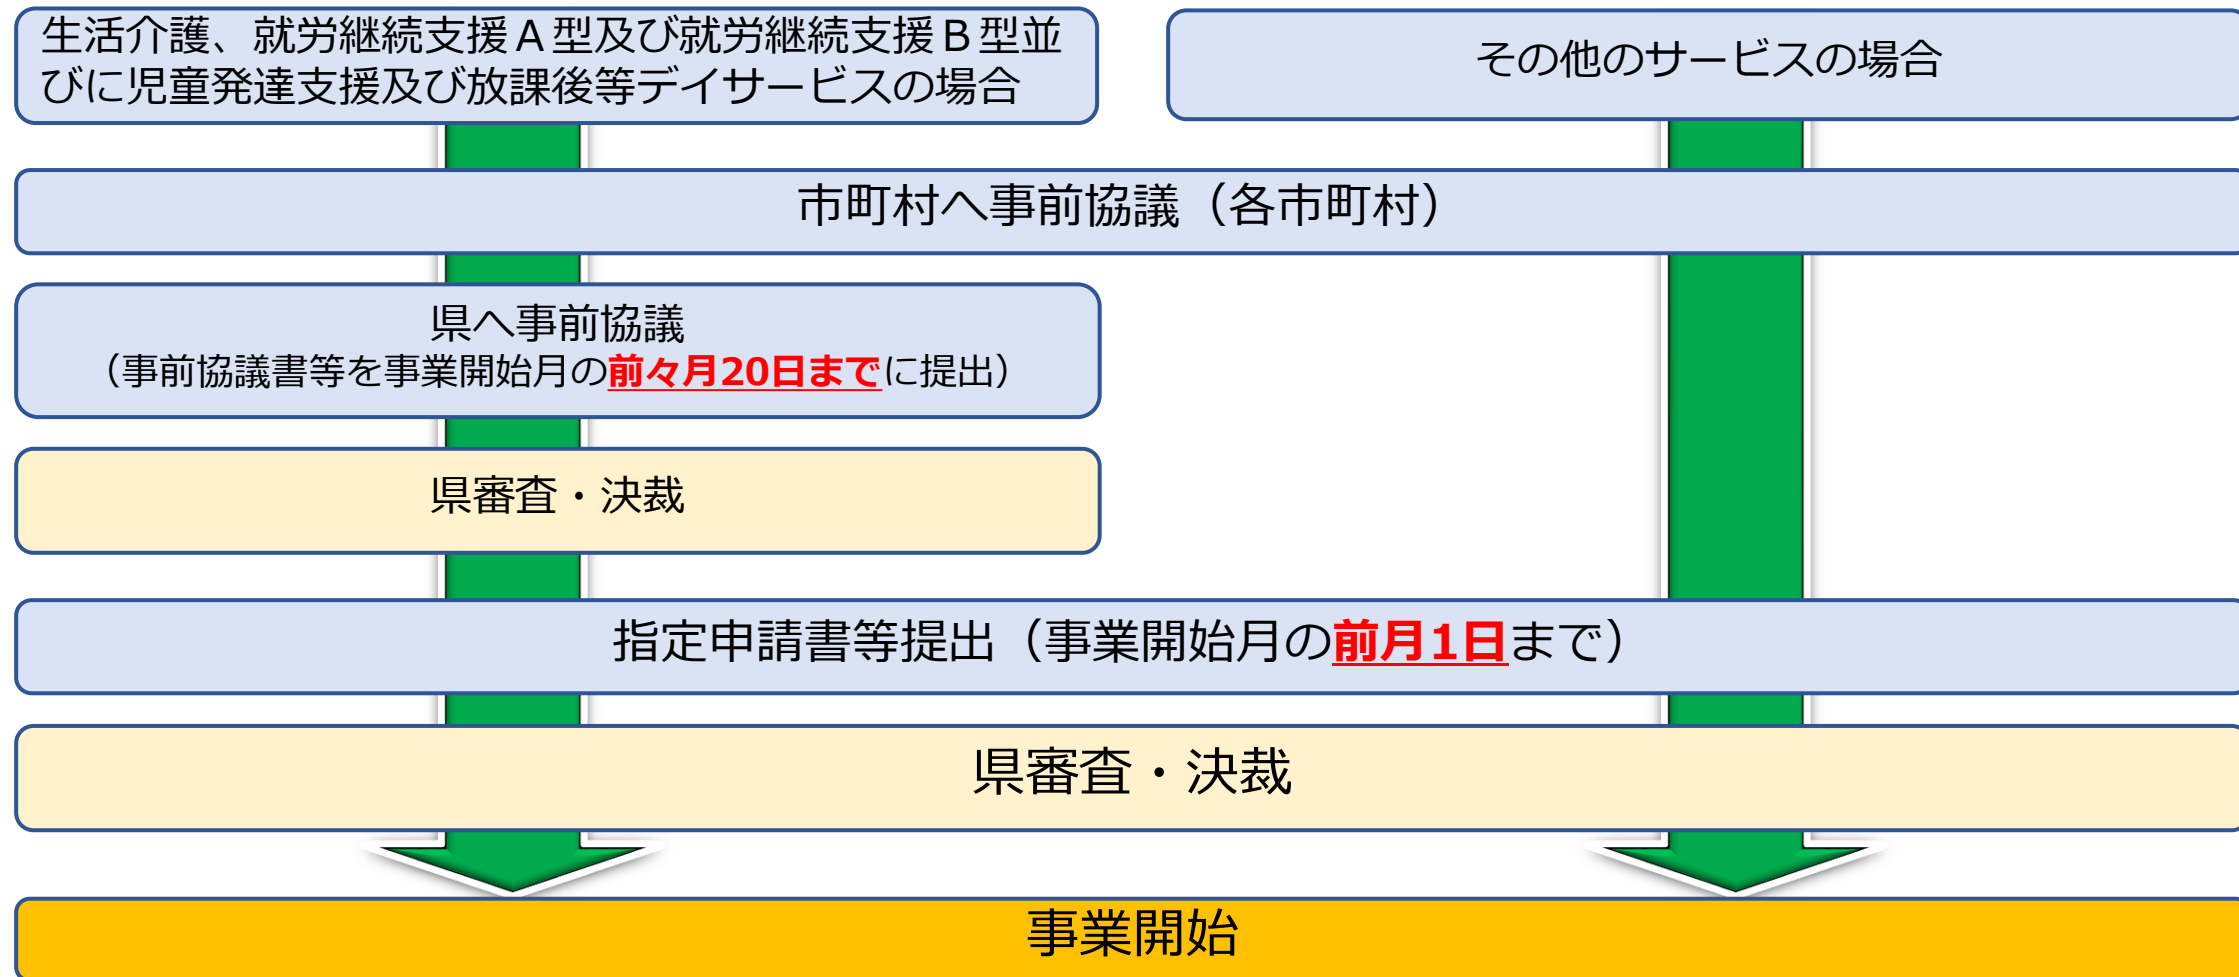 生活介護、就労継続支援Ａ型及び就労継続支援Ｂ型並
びに児童発達支援及び放課後等デイサービスの場合
その他のサービスの場合
市町村へ事前協議（各市町村）
県へ事前協議
（事前協議書等を事業開始月の前々月20日までに提出）
県審査・決裁
指定申請書等提出（事業開始月の前月1日まで）
県審査・決裁
事業開始